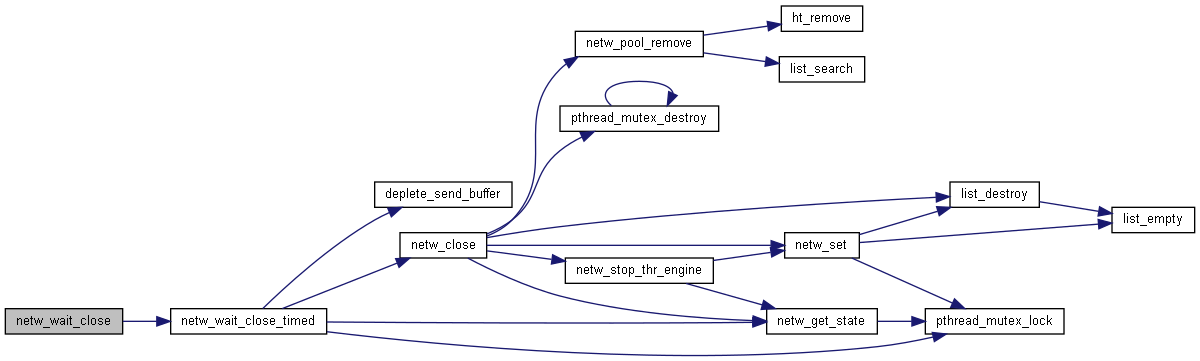 ht_remove
netw_pool_remove
list_search
pthread_mutex_destroy
deplete_send_buffer
list_destroy
list_empty
netw_close
netw_set
netw_stop_thr_engine
netw_wait_close
netw_wait_close_timed
netw_get_state
pthread_mutex_lock